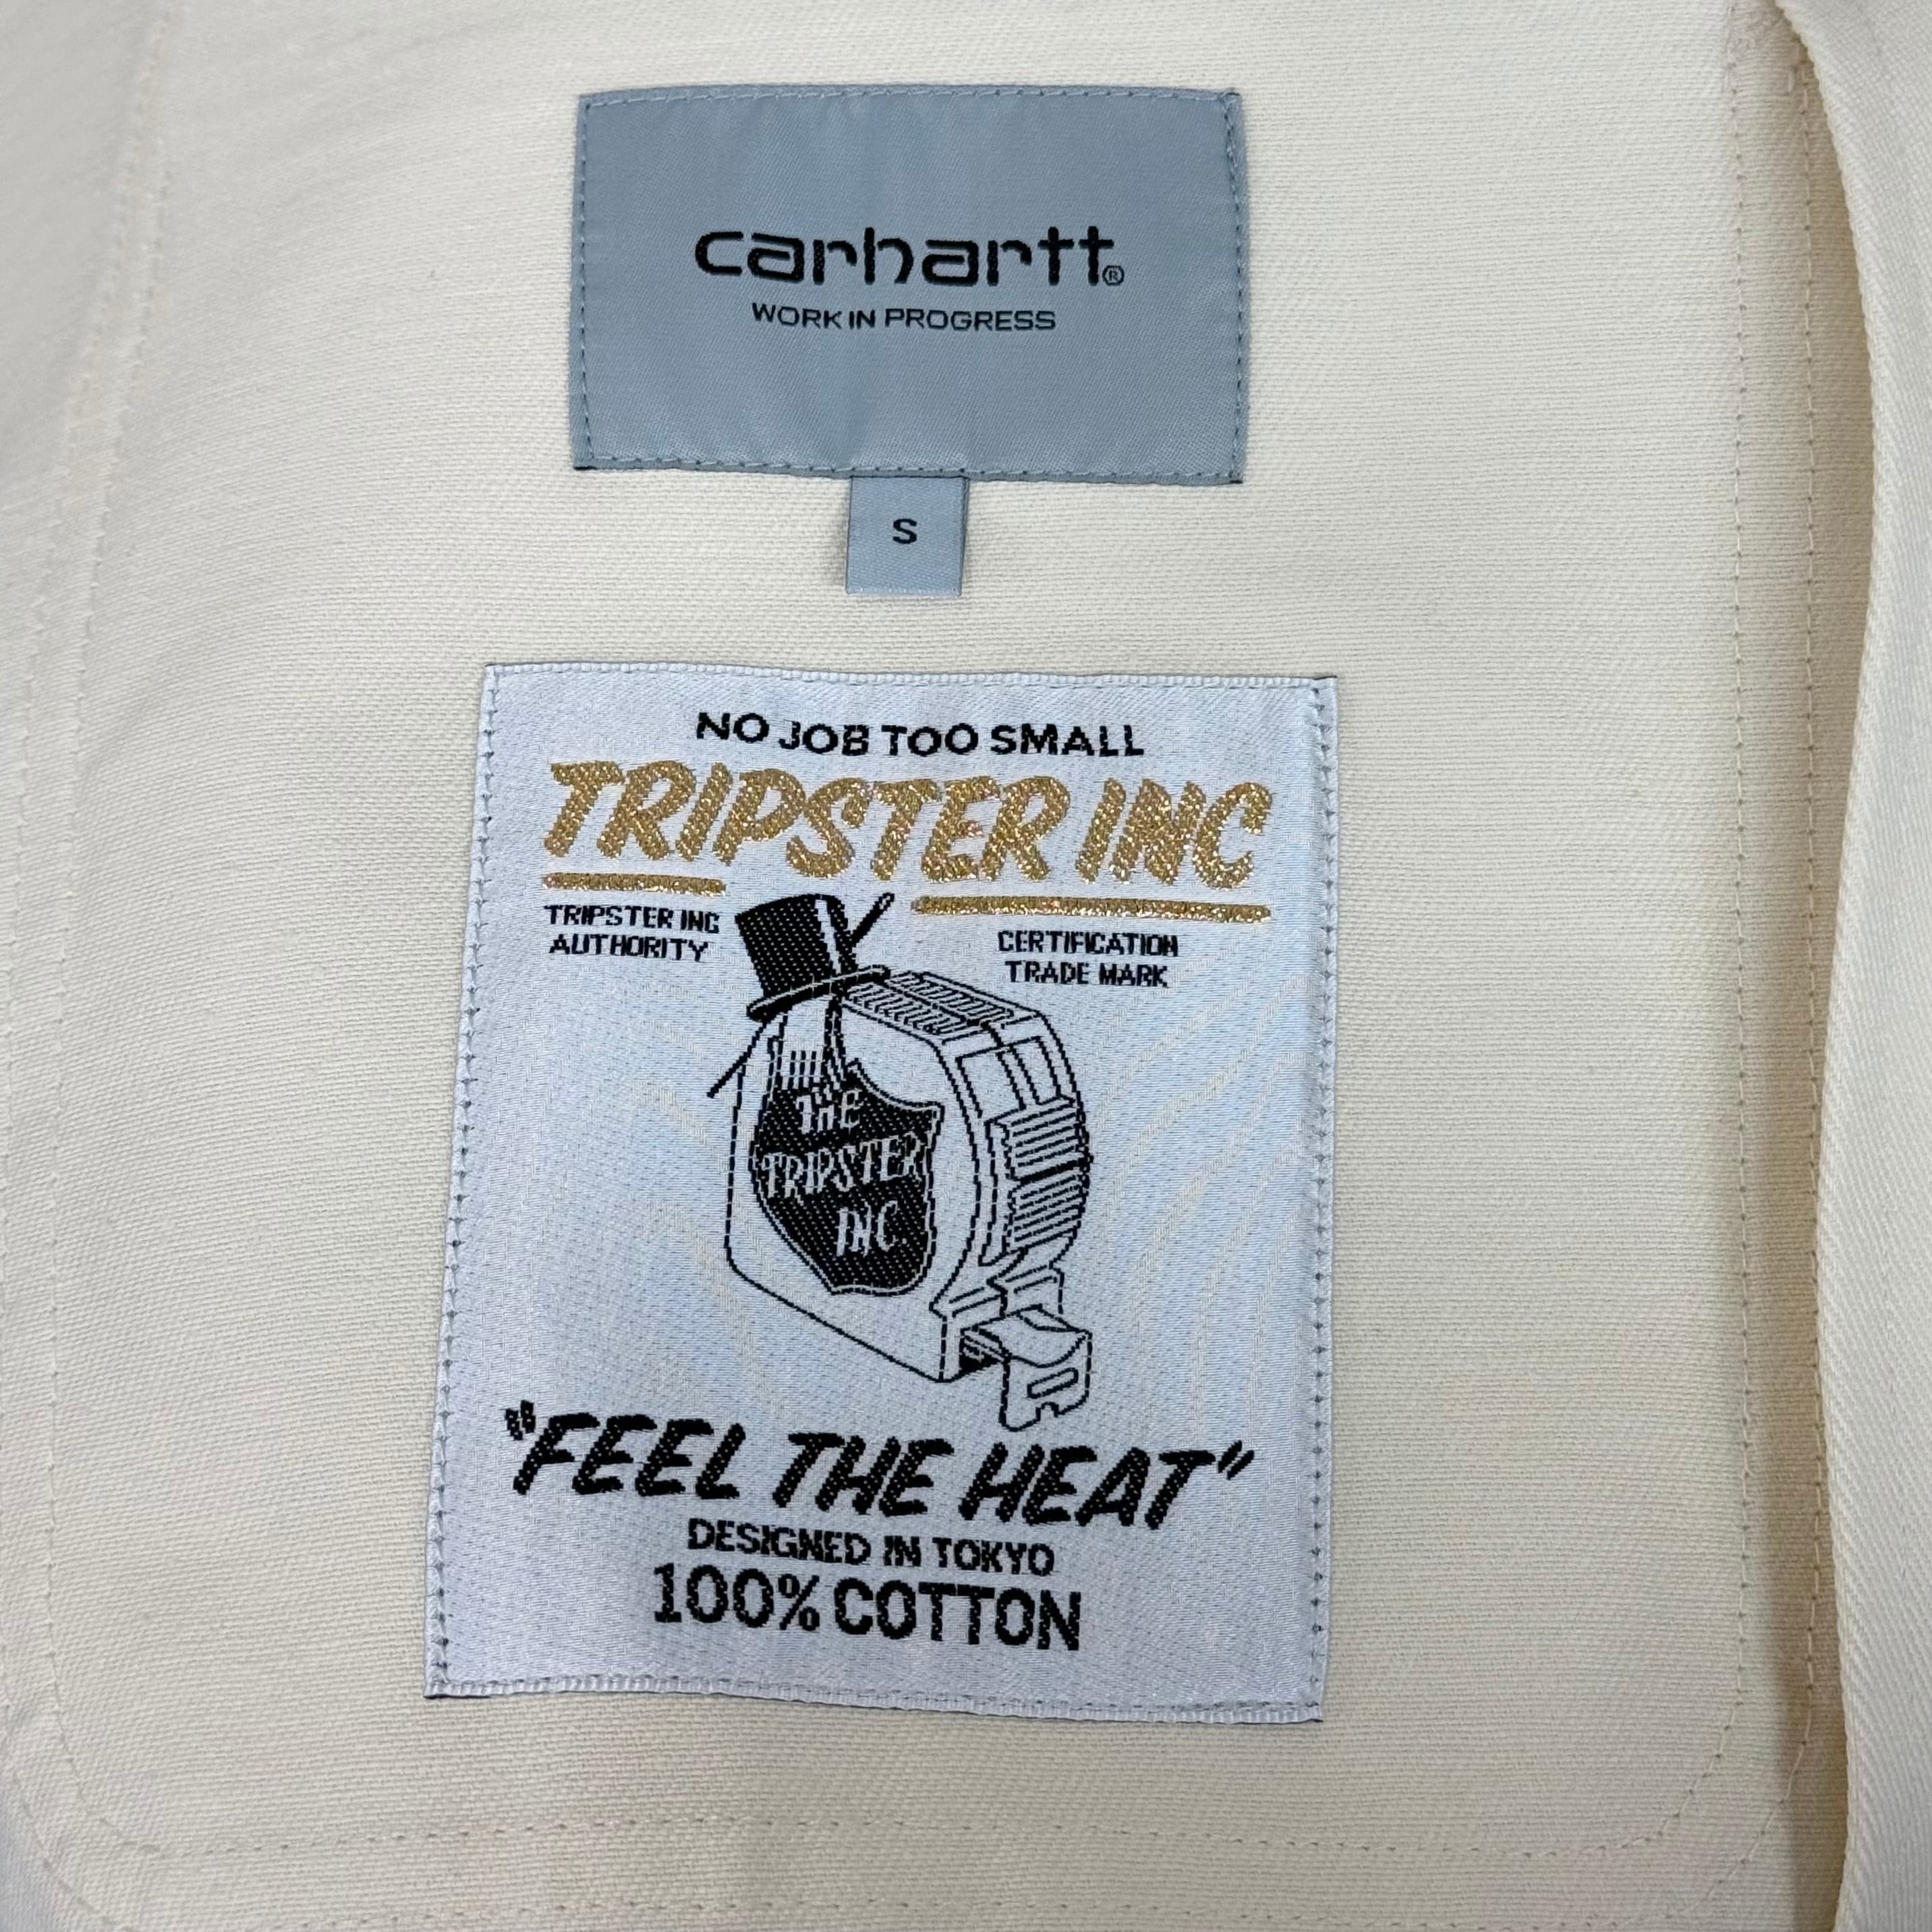 carhartt®
WORK IN PROGRESS
S
NO JOB TOO SMALL
TRIPSTER INC
TRIPSTER INC
AUTHORITY
CERTIFICATION
TRADE MARK
THE
TRIPSTER
INC.
"FEEL THE HEAT"
DESIGNED IN TOKYO
100% COTTON